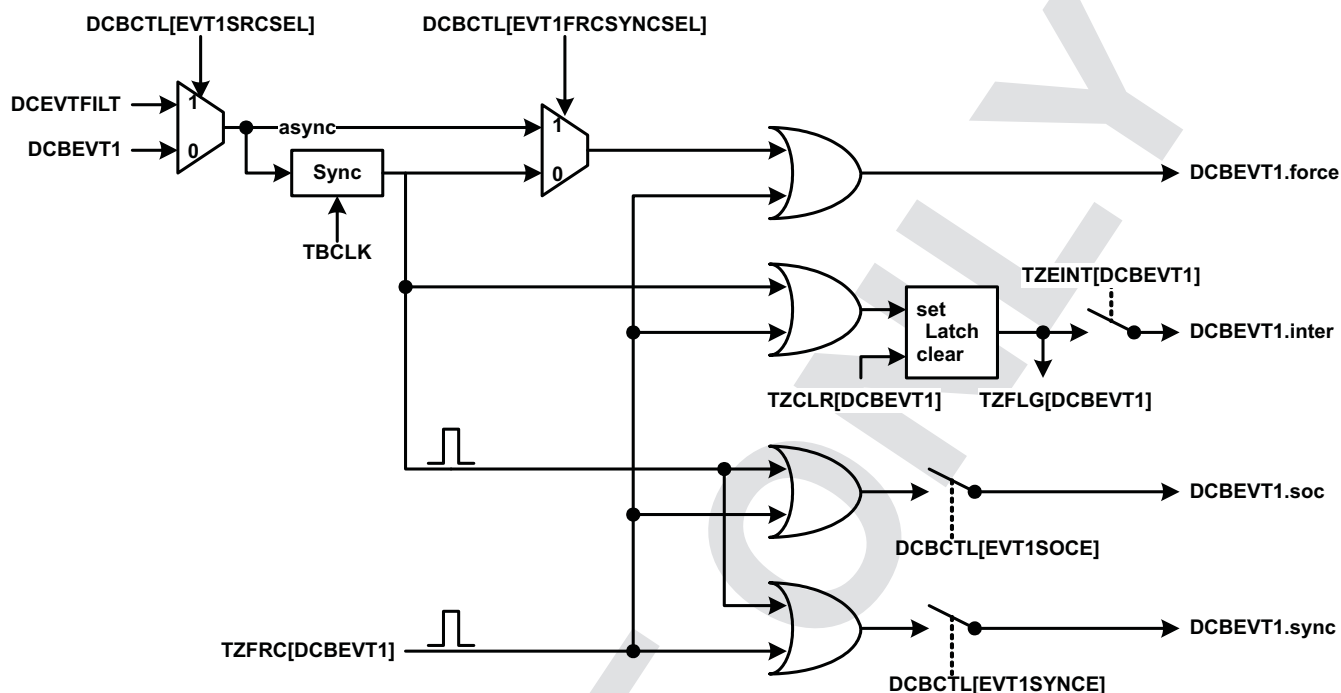 DCBCTL[EVT1SRCSEL]
DCBCTL[EVT1FRCSYNCSEL]
DCEVTFILT
1
async
1
DCBEVT1
0
Sync
0
TBCLK
DCBEVT1.force
TZEINT[DCBEVT1]
set
Latch
clear
DCBEVT1.inter
TZCLR[DCBEVT1]
TZFLG[DCBEVT1]
DCBEVT1.soc
DCBCTL[EVT1SOCE]
TZFRC[DCBEVT1]
DCBEVT1.sync
DCBCTL[EVT1SYNCE]
ONLY